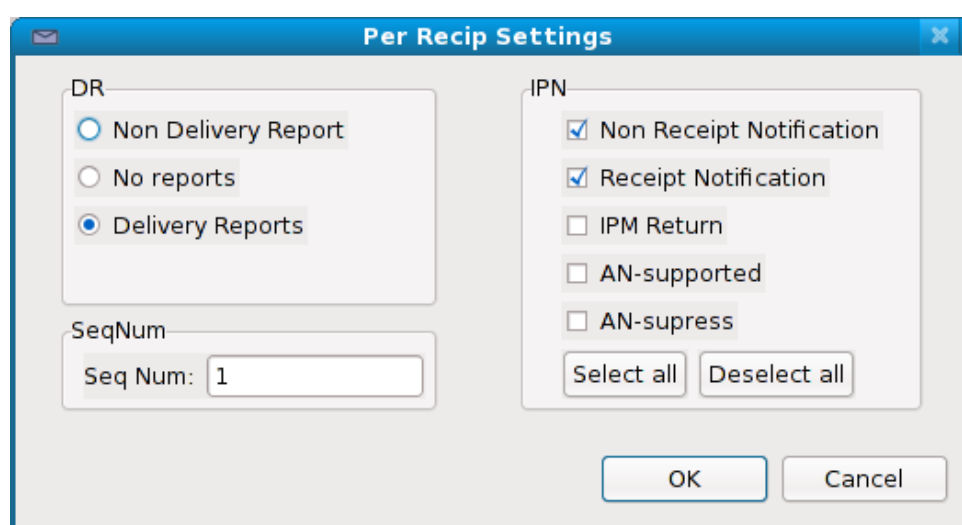 Per Recip Settings
DR
Non Delivery Report
No reports
Delivery Reports
SeqNum
Seq Num: 1
IPN
Non Receipt Notification
Receipt Notification
IPM Return
AN-supported
AN-supress
Select all Deselect all
OK Cancel